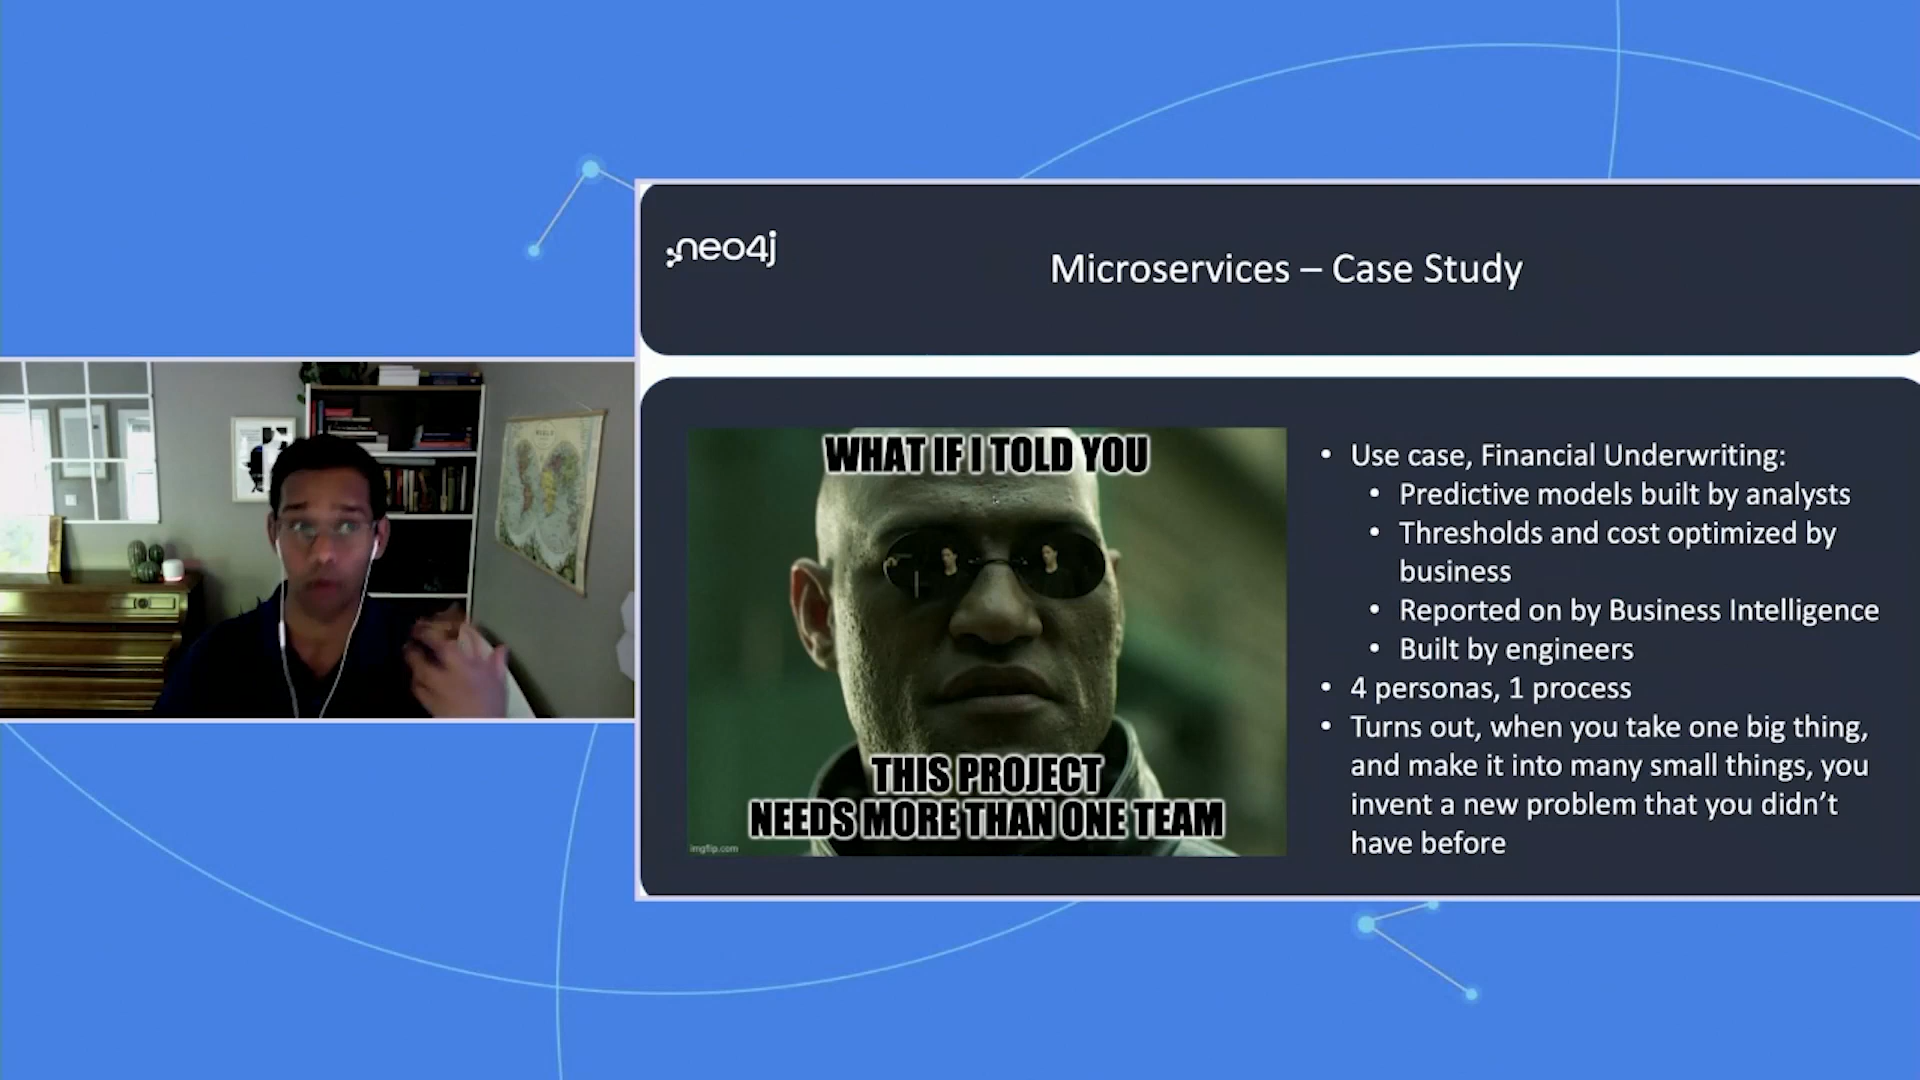 neo4j
Microservices – Case Study
WHAT IF I TOLD YOU
THIS PROJECT
NEEDS MORE THAN ONE TEAM
imgflip.com
• Use case, Financial Underwriting:
• Predictive models built by analysts
• Thresholds and cost optimized by
business
• Reported on by Business Intelligence
• Built by engineers
• 4 personas, 1 process
• Turns out, when you take one big thing,
and make it into many small things, you
invent a new problem that you didn’t
have before